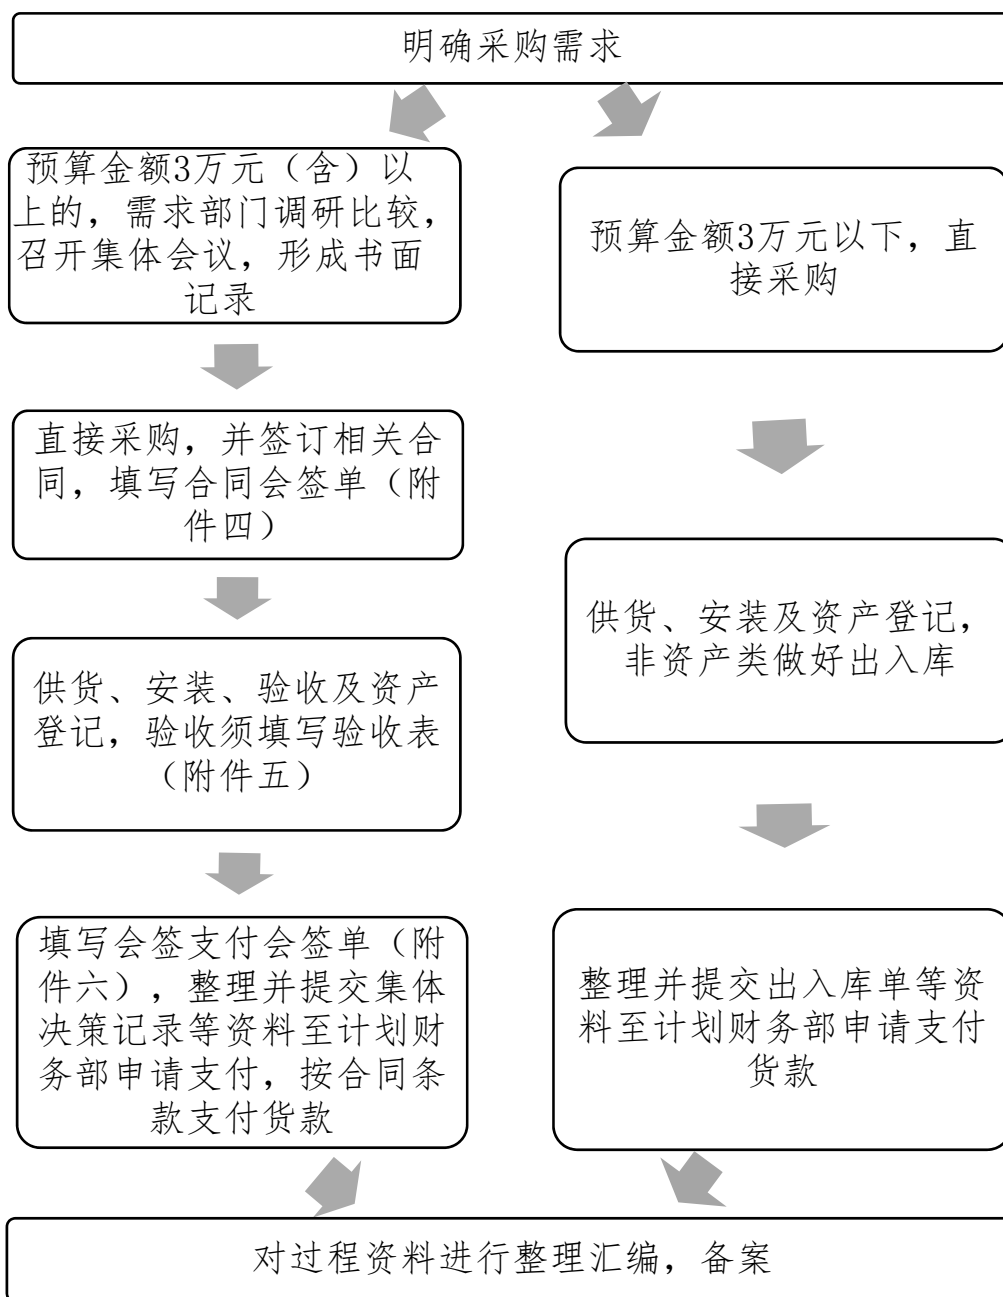 明确采购需求
预算金额3万元（含）以
上的，需求部门调研比较，
召开集体会议，形成书面
记录
预算金额3万元以下，直
接采购
直接采购，并签订相关合
同，填写合同会签单（附
件四）
供货、安装及资产登记，
非资产类做好出入库
供货、安装、验收及资产
登记，验收须填写验收表
（附件五）
填写会签支付会签单（附
件六），整理并提交集体
决策记录等资料至计划财
务部申请支付，按合同条
款支付货款
整理并提交出入库单等资
料至计划财务部申请支付
货款
对过程资料进行整理汇编，备案